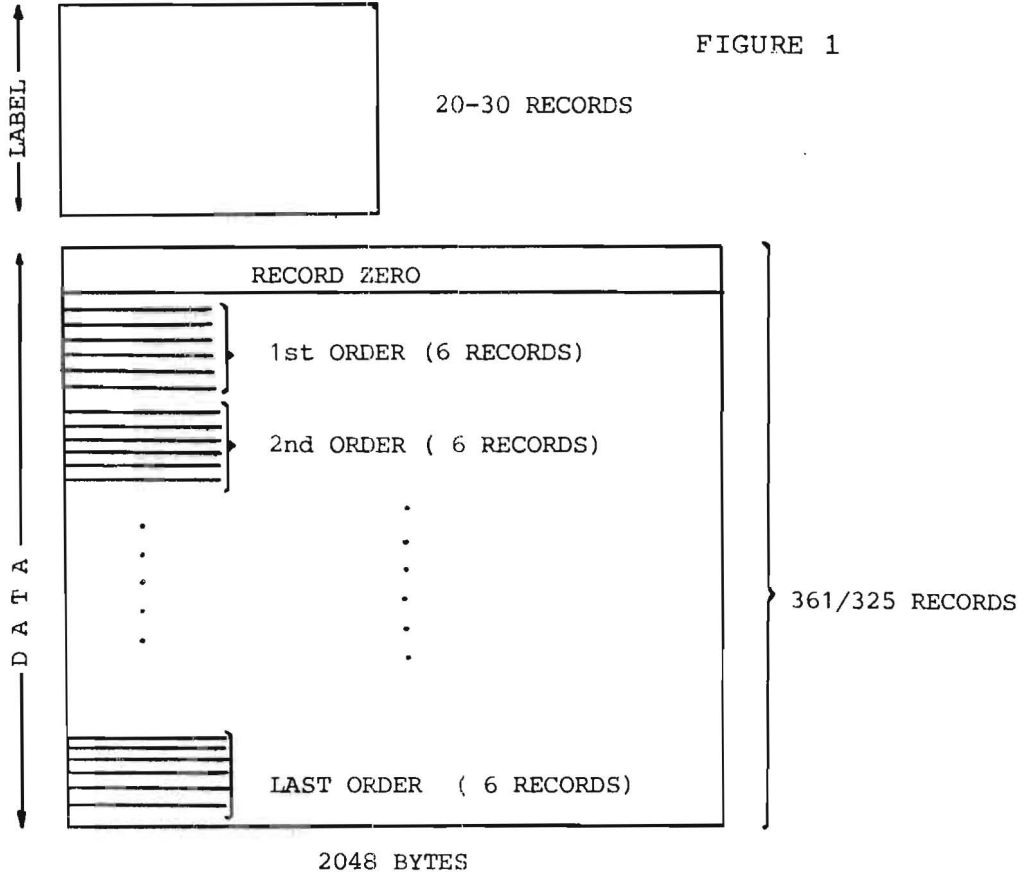 FIGURE 1
LABEL
20-30 RECORDS
RECORD ZERO
1st ORDER (6 RECORDS)
2nd ORDER ( 6 RECORDS)
D A T A
361/325 RECORDS
LAST ORDER ( 6 RECORDS)
2048 BYTES